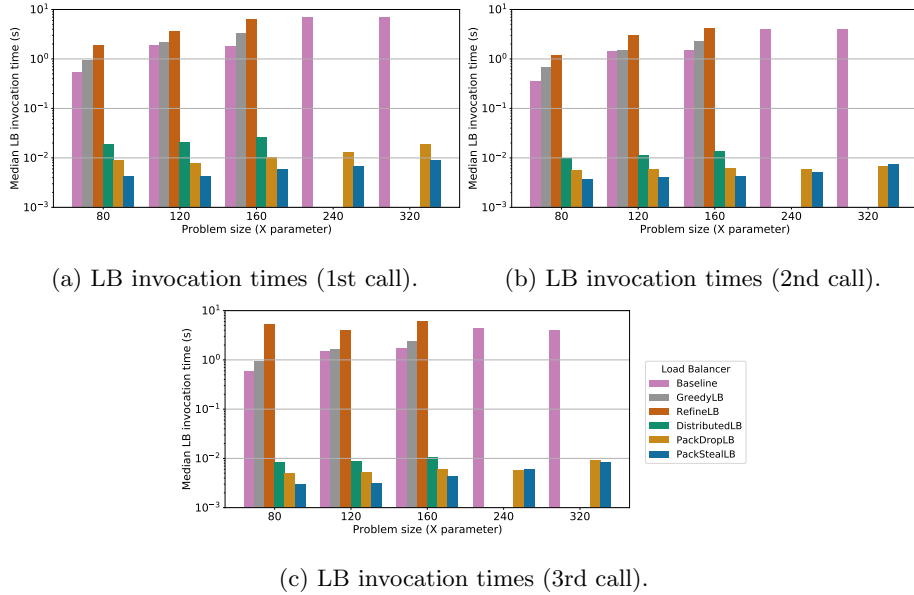 Median LB invocation time (s)
10^1
10^0
10^−1
10^−2
10^−3
80 120 160 240 320
Problem size (X parameter)
(a) LB invocation times (1st call).
Median LB invocation time (s)
10^1
10^0
10^−1
10^−2
10^−3
80 120 160 240 320
Problem size (X parameter)
(b) LB invocation times (2nd call).
Median LB invocation time (s)
10^1
10^0
10^−1
10^−2
10^−3
80 120 160 240 320
Problem size (X parameter)
Load Balancer
Baseline
GreedyLB
RefineLB
DistributedLB
PackDropLB
PackStealLB
(c) LB invocation times (3rd call).